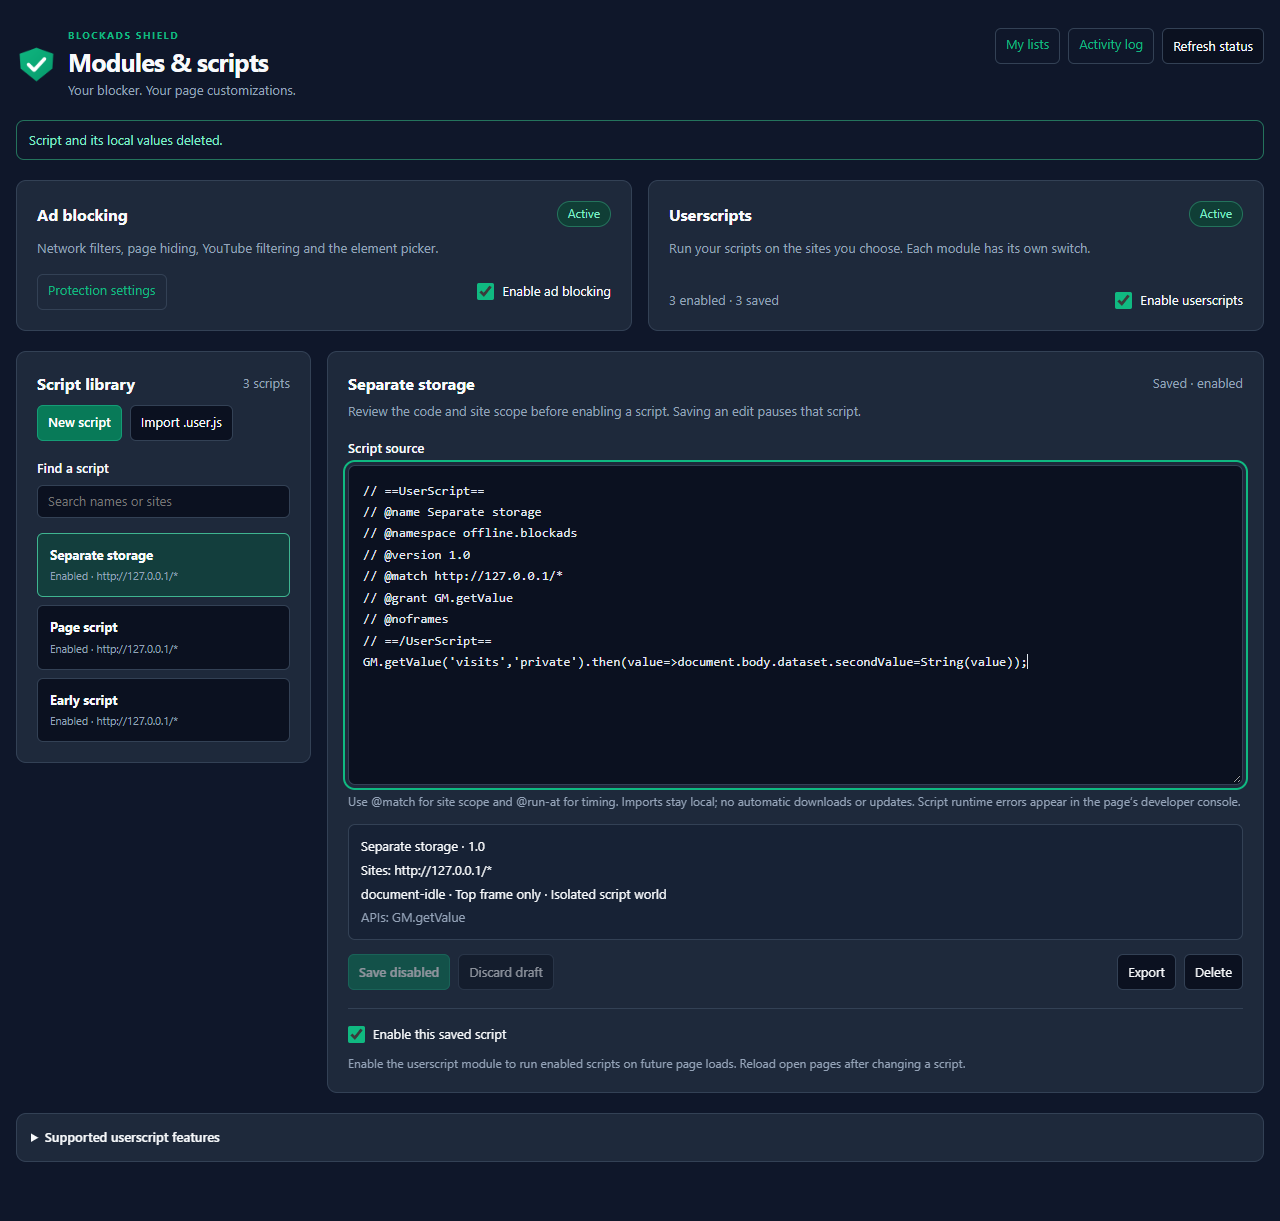 BLOCKADS SHIELD
Modules & scripts
Your blocker. Your page customizations.
My lists
Activity log
Refresh status
Script and its local values deleted.
Ad blocking
Active
Network filters, page hiding, YouTube filtering and the element picker.
Protection settings
Enable ad blocking
Userscripts
Active
Run your scripts on the sites you choose. Each module has its own switch.
3 enabled · 3 saved
Enable userscripts
Script library
3 scripts
New script
Import .user.js
Find a script
Search names or sites
Separate storage
Enabled · http://127.0.0.1/*
Page script
Enabled · http://127.0.0.1/*
Early script
Enabled · http://127.0.0.1/*
Separate storage
Saved · enabled
Review the code and site scope before enabling a script. Saving an edit pauses that script.
Script source
// ==UserScript==
// @name Separate storage
// @namespace offline.blockads
// @version 1.0
// @match http://127.0.0.1/*
// @grant GM.getValue
// @noframes
// ==/UserScript==
GM.getValue('visits','private').then(value=>document.body.dataset.secondValue=String(value));
Use @match for site scope and @run-at for timing. Imports stay local; no automatic downloads or updates. Script runtime errors appear in the page's developer console.
Separate storage · 1.0
Sites: http://127.0.0.1/*
document-idle · Top frame only · Isolated script world
APIs: GM.getValue
Save disabled
Discard draft
Export
Delete
Enable this saved script
Enable the userscript module to run enabled scripts on future page loads. Reload open pages after changing a script.
Supported userscript features